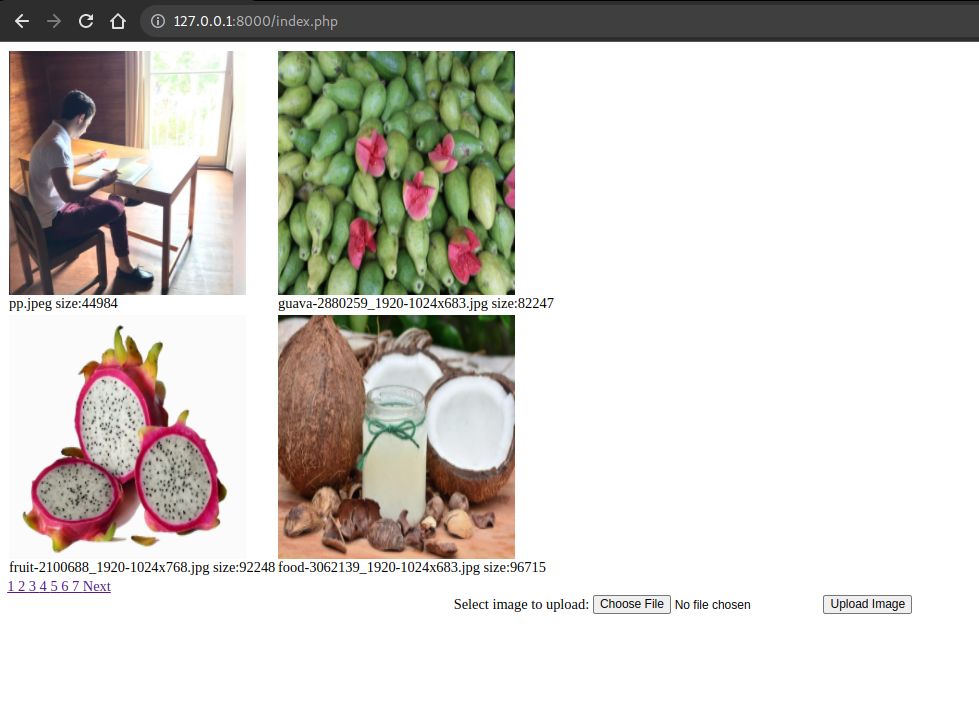 127.0.0.1:8000/index.php
pp.jpeg size:44984
guava-2880259_1920-1024x683.jpg size:82247
fruit-2100688_1920-1024x768.jpg size:92248
food-3062139_1920-1024x683.jpg size:96715
1 2 3 4 5 6 7 Next
Select image to upload: Choose File No file chosen Upload Image